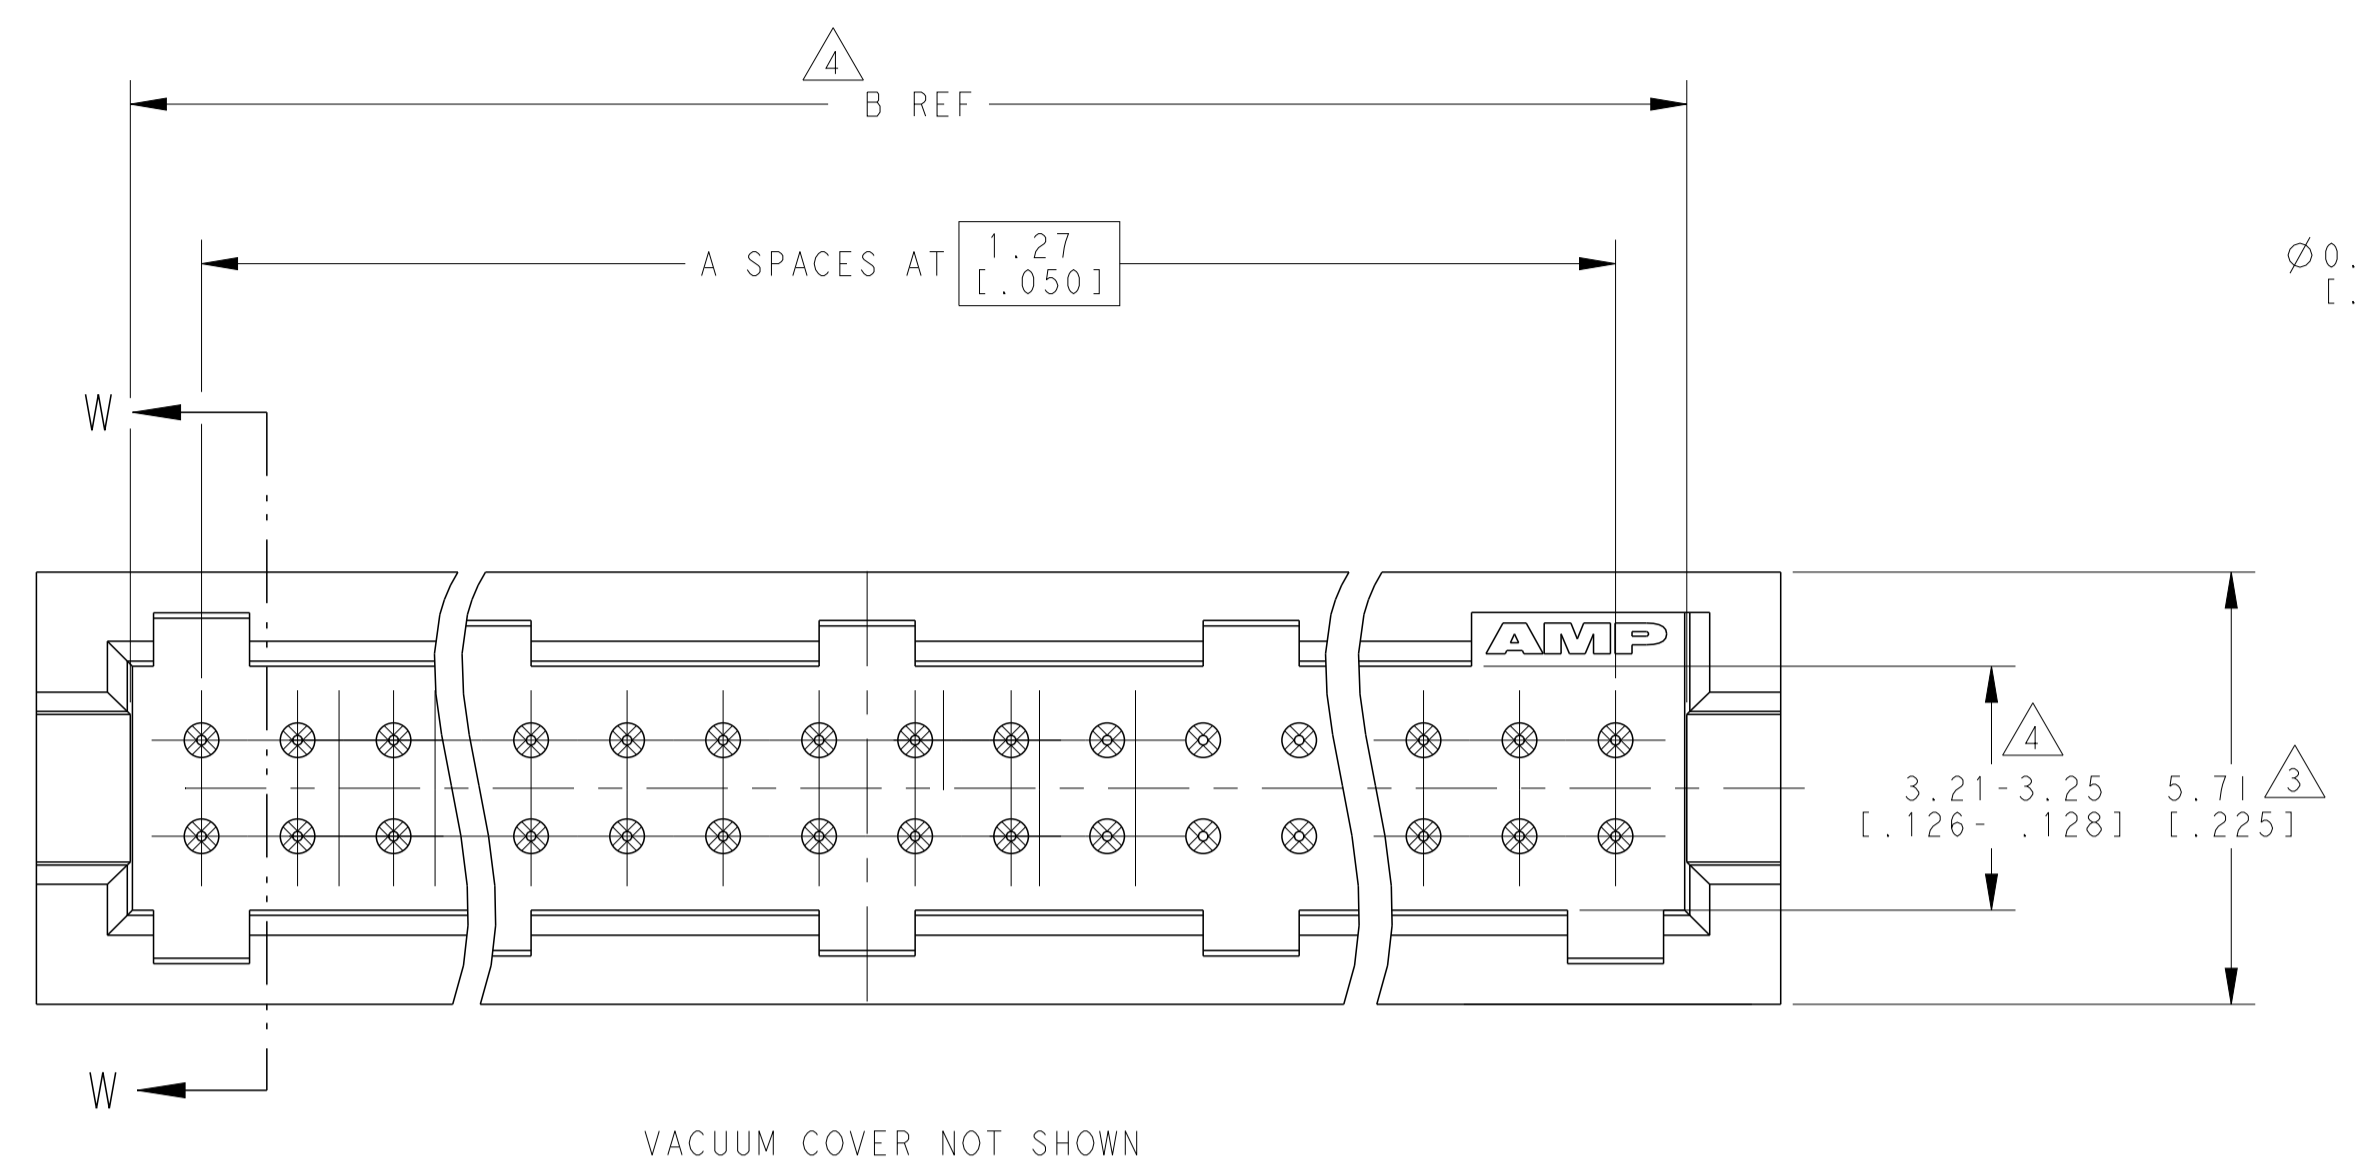 4
B REF
A SPACES AT 1.27
[.050]
Ø0.
[.
W
AMP
4
3.21-3.25 5.71 3
[.126- .128] [.225]
W
VACUUM COVER NOT SHOWN